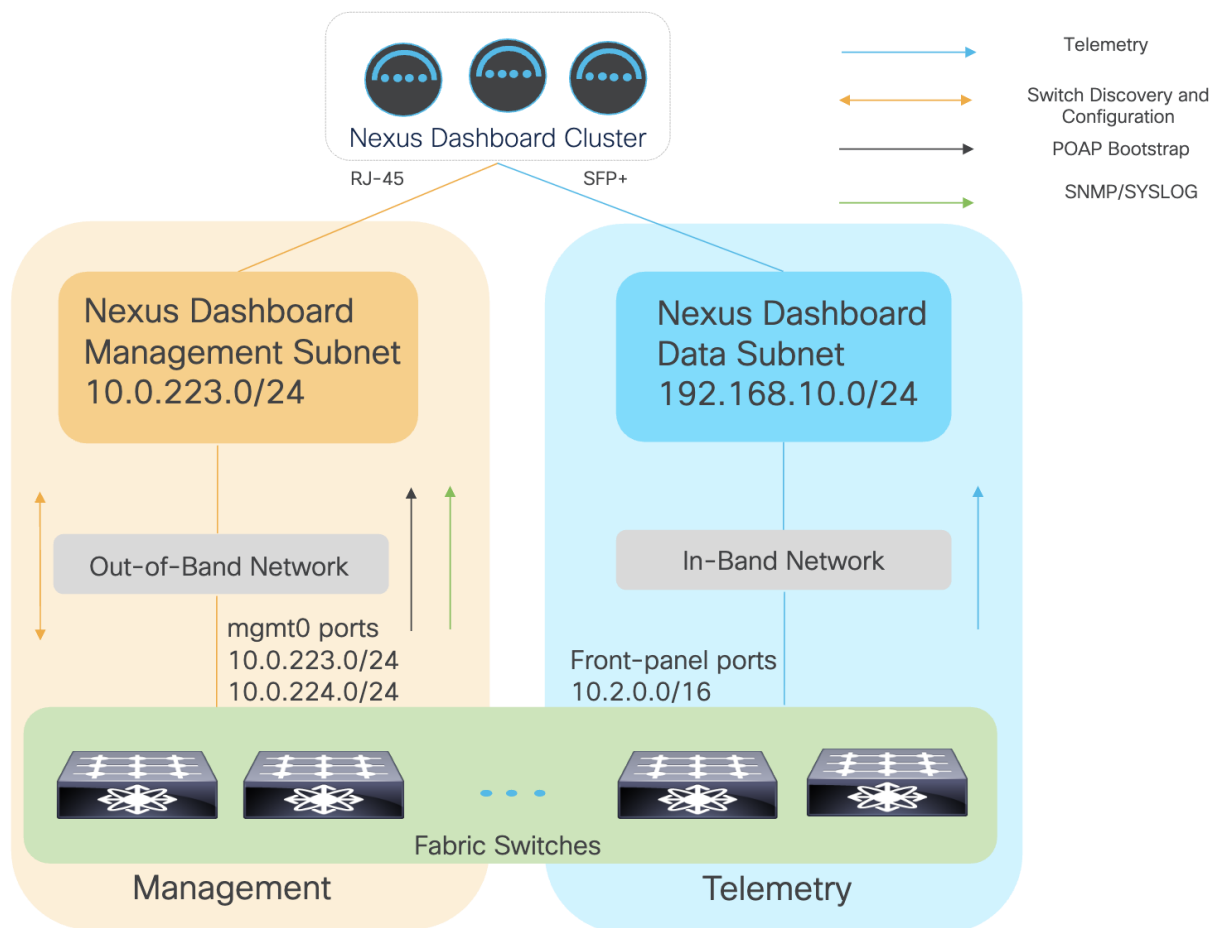 Nexus Dashboard Cluster
RJ-45
SFP+
Telemetry
Switch Discovery and
Configuration
POAP Bootstrap
SNMP/SYSLOG
Nexus Dashboard
Management Subnet
10.0.223.0/24
Nexus Dashboard
Data Subnet
192.168.10.0/24
Out-of-Band Network
In-Band Network
mgmt0 ports
10.0.223.0/24
10.0.224.0/24
Front-panel ports
10.2.0.0/16
Fabric Switches
Management
Telemetry